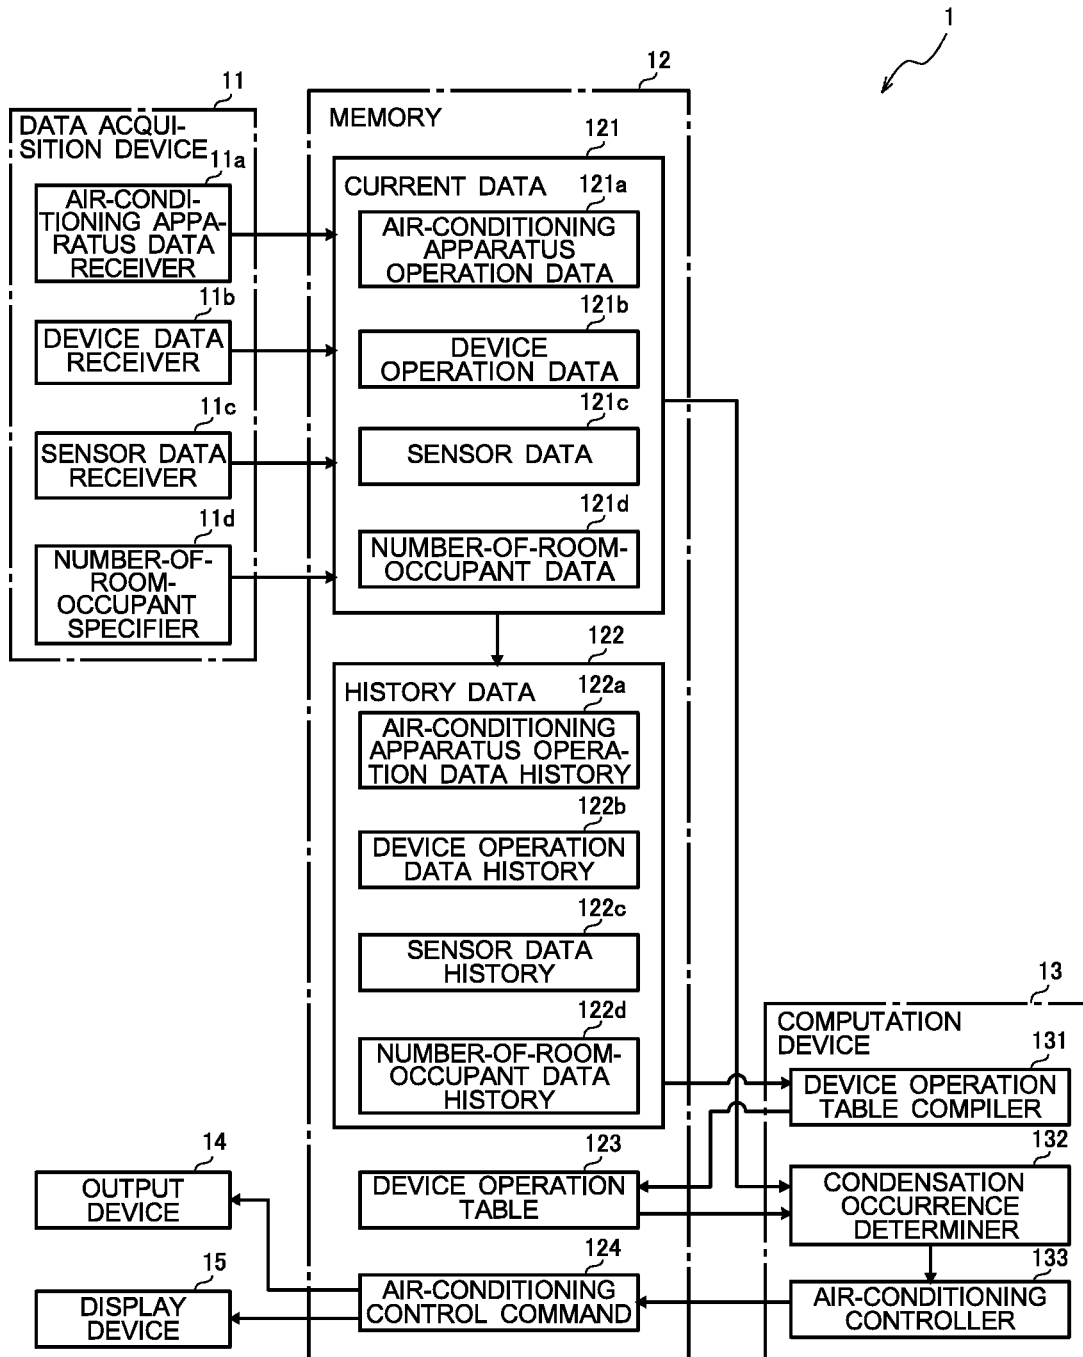 1
11
DATA ACQUI-
SITION DEVICE
11a
AIR-CONDI-
TIONING APPA-
RATUS DATA
RECEIVER
11b
DEVICE DATA
RECEIVER
11c
SENSOR DATA
RECEIVER
11d
NUMBER-OF-
ROOM-
OCCUPANT
SPECIFIER
12
MEMORY
121
CURRENT DATA
121a
AIR-CONDITIONING
APPARATUS
OPERATION DATA
121b
DEVICE
OPERATION DATA
121c
SENSOR DATA
121d
NUMBER-OF-ROOM-
OCCUPANT DATA
122
HISTORY DATA
122a
AIR-CONDITIONING
APPARATUS OPERA-
TION DATA HISTORY
122b
DEVICE OPERATION
DATA HISTORY
122c
SENSOR DATA
HISTORY
122d
NUMBER-OF-ROOM-
OCCUPANT DATA
HISTORY
123
DEVICE OPERATION
TABLE
124
AIR-CONDITIONING
CONTROL COMMAND
13
COMPUTATION
DEVICE
131
DEVICE OPERATION
TABLE COMPILER
132
CONDENSATION
OCCURRENCE
DETERMINER
133
AIR-CONDITIONING
CONTROLLER
14
OUTPUT
DEVICE
15
DISPLAY
DEVICE